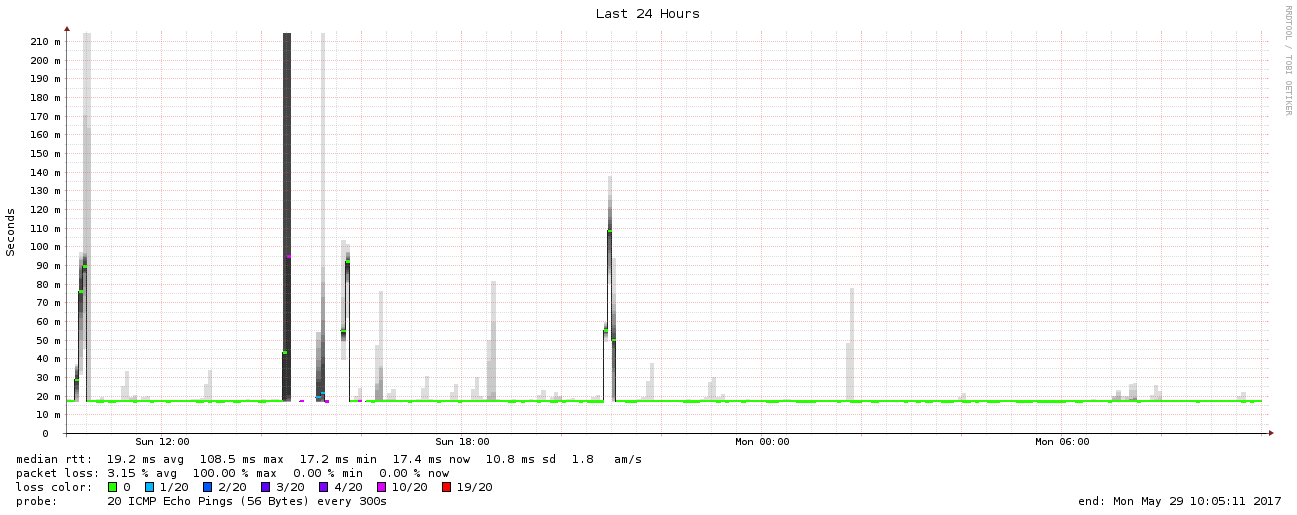 Last 24 Hours
RRDTOOL / TOBI OETIKER
Seconds
210 m
200 m
190 m
180 m
170 m
160 m
150 m
140 m
130 m
120 m
110 m
100 m
90 m
80 m
70 m
60 m
50 m
40 m
30 m
20 m
10 m
0
Sun 12:00 Sun 18:00 Mon 00:00 Mon 06:00
median rtt: 19.2 ms avg 108.5 ms max 17.2 ms min 17.4 ms now 10.8 ms sd 1.8 am/s
packet loss: 3.15 % avg 100.00 % max 0.00 % min 0.00 % now
loss color: 0 1/20 2/20 3/20 4/20 10/20 19/20
probe: 20 ICMP Echo Pings (56 Bytes) every 300s end: Mon May 29 10:05:11 2017